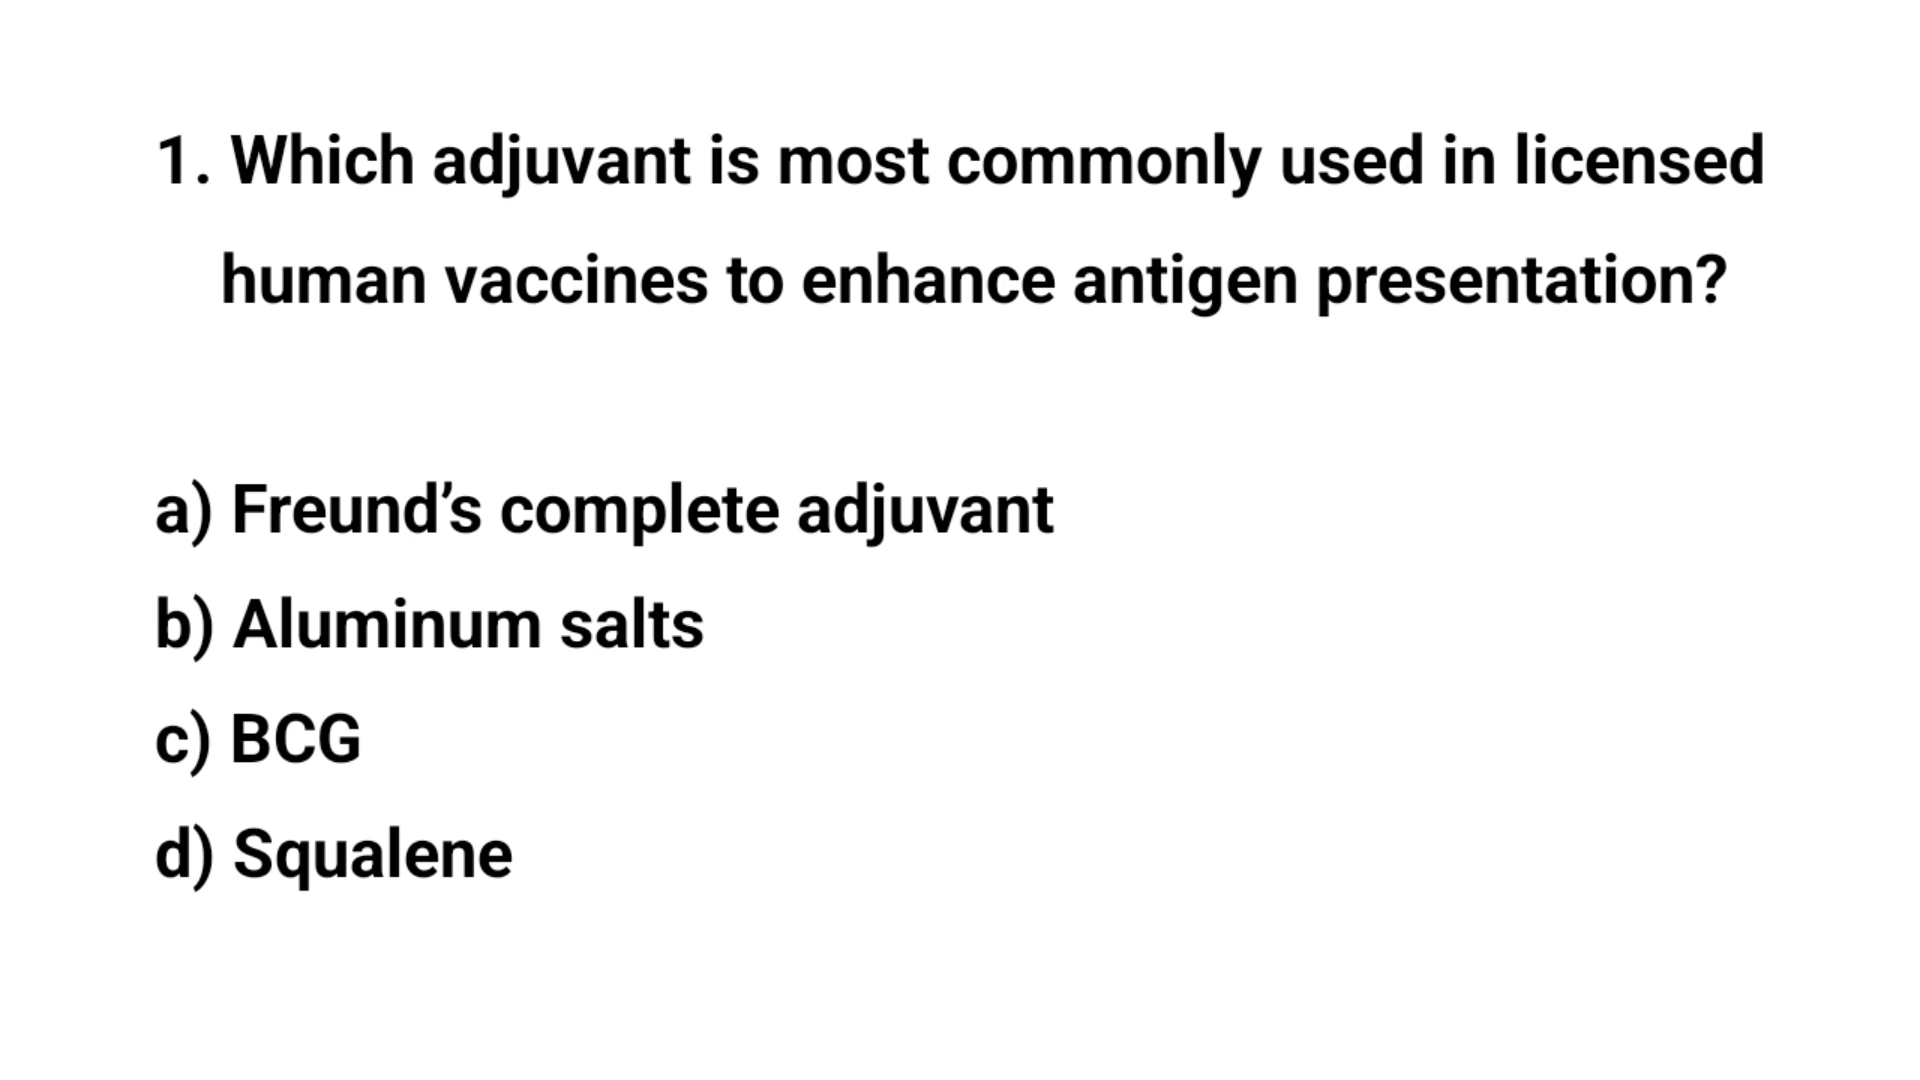 1. Which adjuvant is most commonly used in licensed
human vaccines to enhance antigen presentation?
a) Freund’s complete adjuvant
b) Aluminum salts
c) BCG
d) Squalene